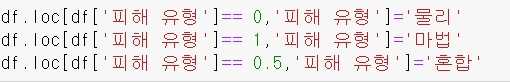 df.loc[df['피해 유형']== 0,'피해 유형']='물리'
df.loc[df['피해 유형']== 1,'피해 유형']='마법'
df.loc[df['피해 유형']== 0.5,'피해 유형']='혼합'